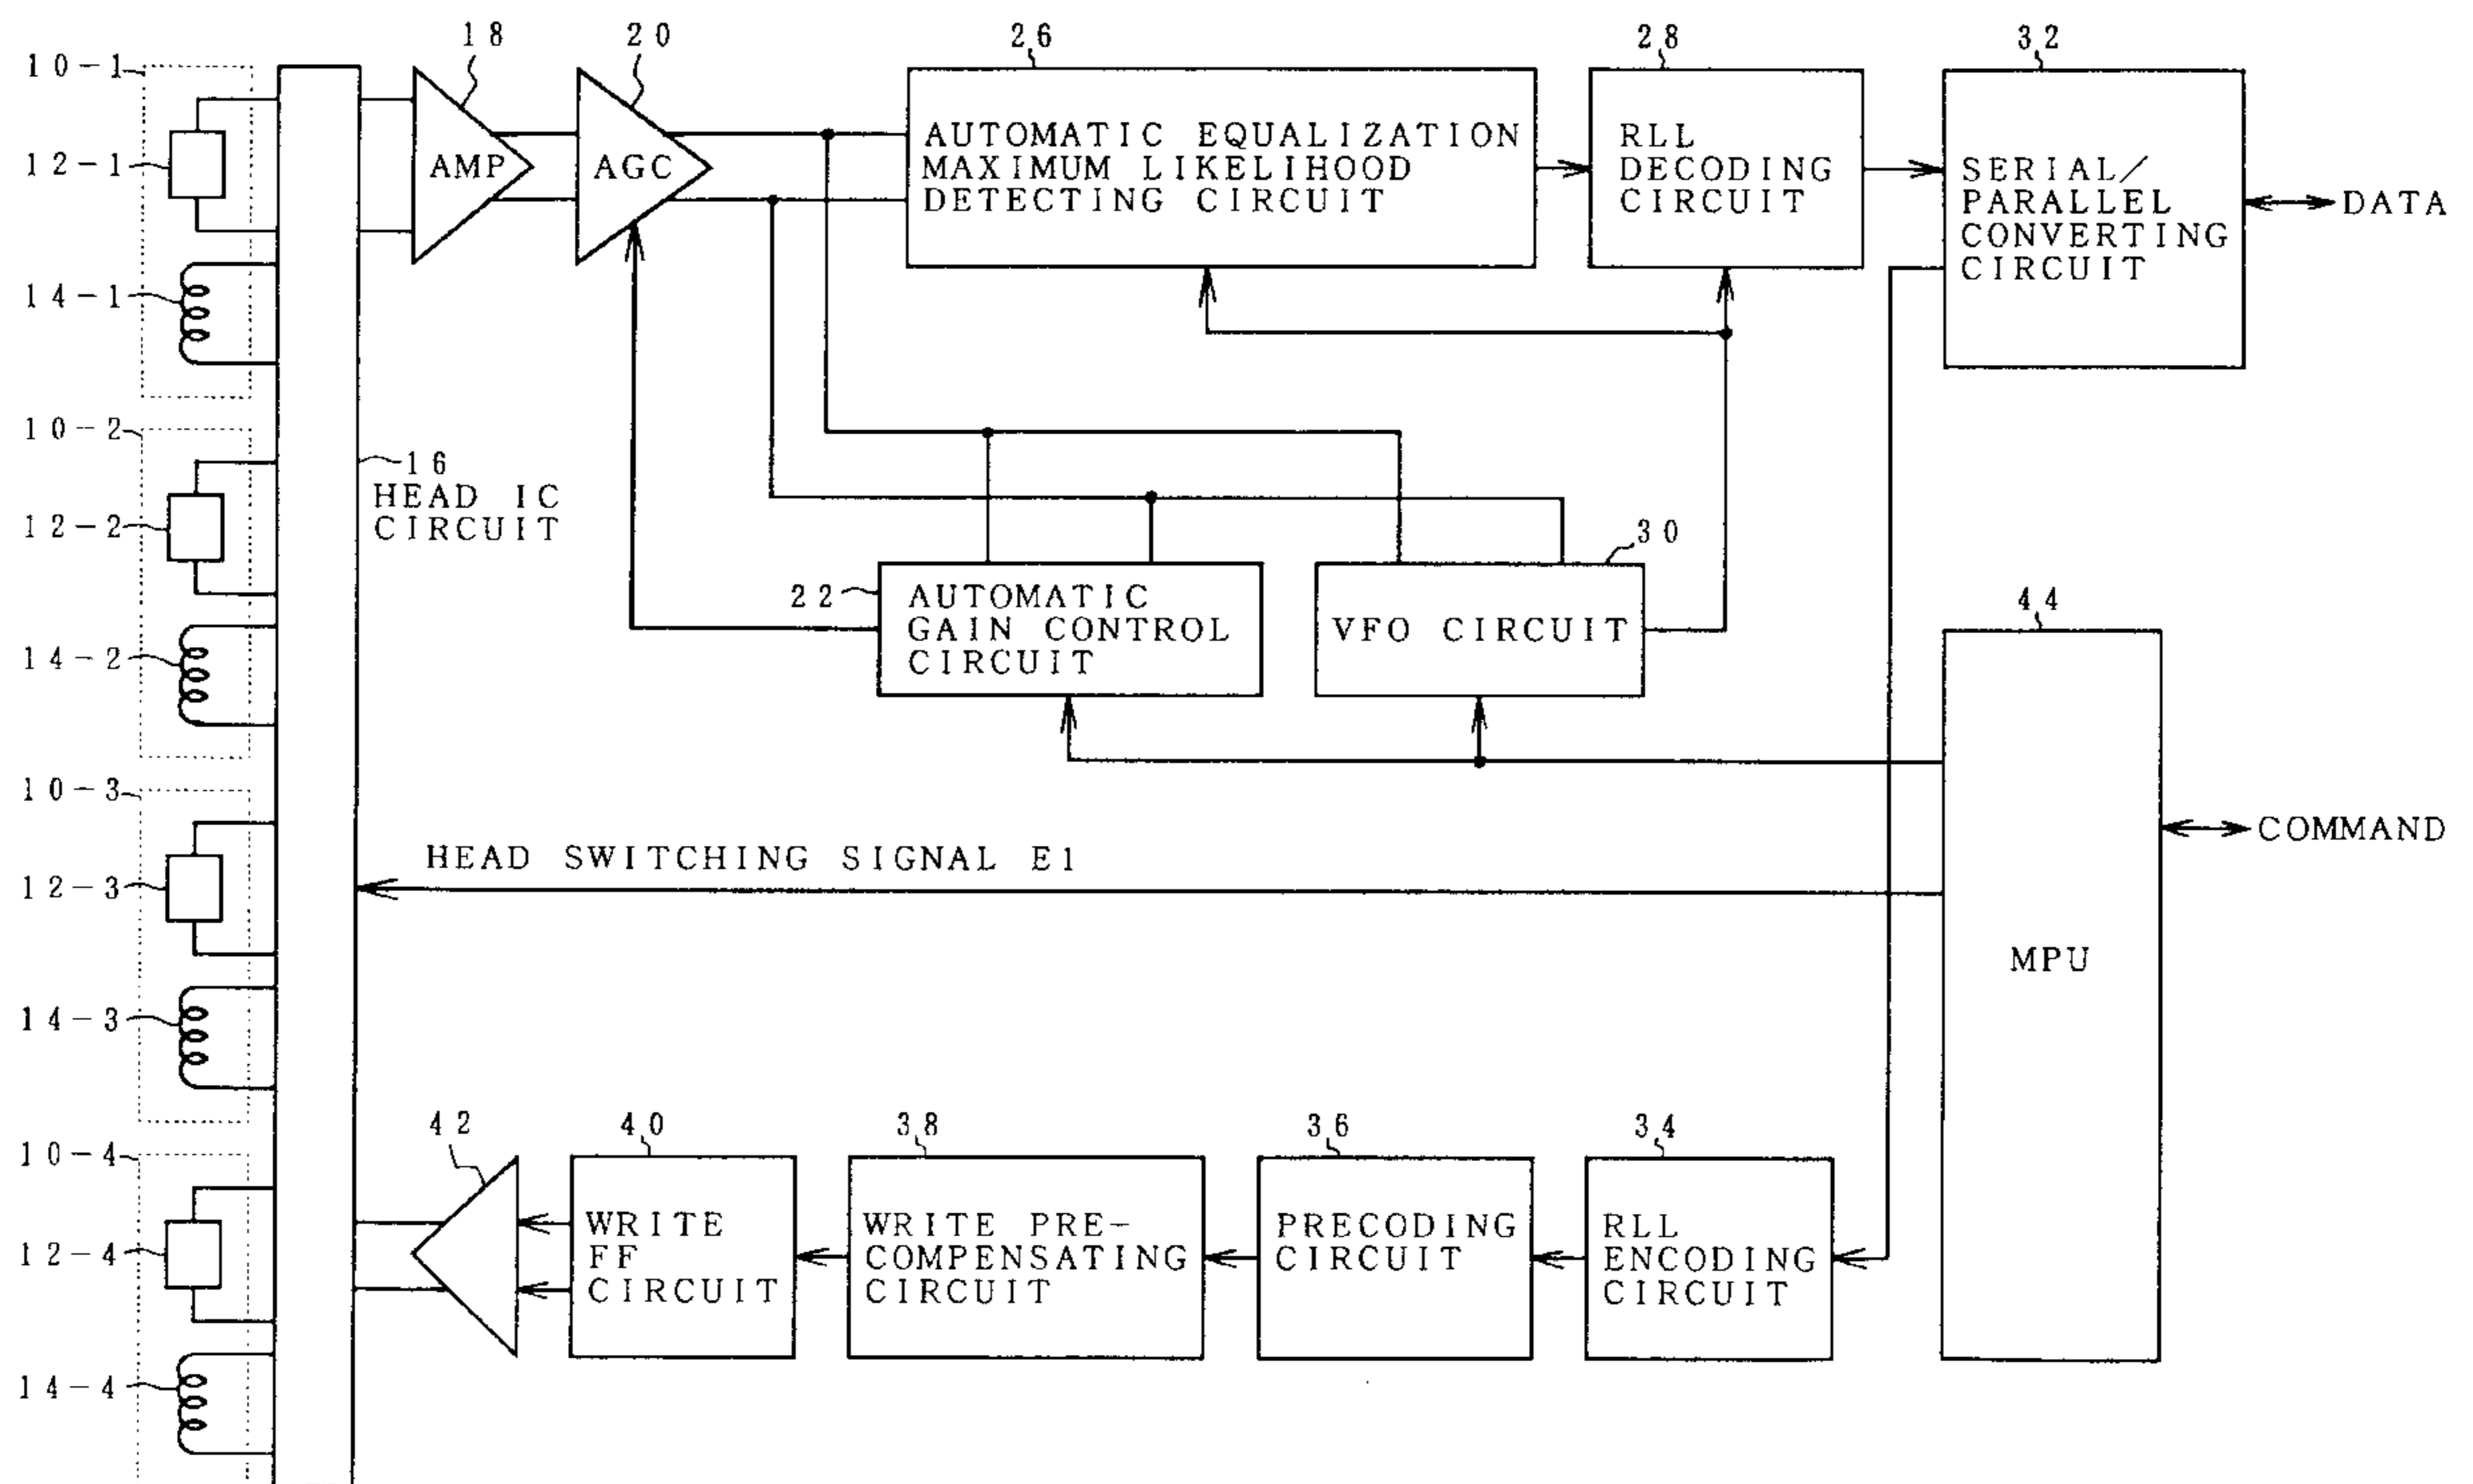 18
20
26
28
32
10-1
AMP
AGC
AUTOMATIC EQUALIZATION
MAXIMUM LIKELIHOOD
DETECTING CIRCUIT
RLL
DECODING
CIRCUIT
SERIAL/
PARALLEL
CONVERTING
CIRCUIT
DATA
12-1
14-1
10-2
16
HEAD IC
CIRCUIT
12-2
30
22
AUTOMATIC
GAIN CONTROL
CIRCUIT
VFO CIRCUIT
44
14-2
10-3
COMMAND
HEAD SWITCHING SIGNAL E1
12-3
MPU
14-3
42
40
38
36
34
10-4
WRITE
FF
CIRCUIT
WRITE PRE-
COMPENSATING
CIRCUIT
PRECODING
CIRCUIT
RLL
ENCODING
CIRCUIT
12-4
14-4